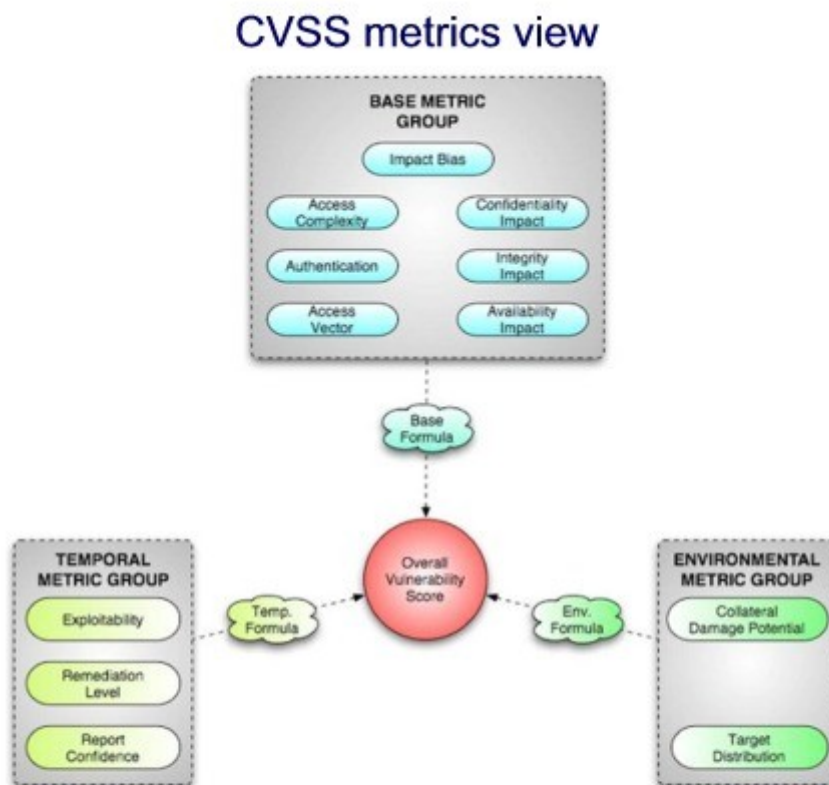 CVSS metrics view
BASE METRIC
GROUP
Impact Bias
Access
Complexity
Confidentiality
Impact
Authentication
Integrity
Impact
Access
Vector
Availability
Impact
Base
Formula
TEMPORAL
METRIC GROUP
Exploitability
Remediation
Level
Report
Confidence
Temp.
Formula
Overall
Vulnerability
Score
Env.
Formula
ENVIRONMENTAL
METRIC GROUP
Collateral
Damage Potential
Target
Distribution